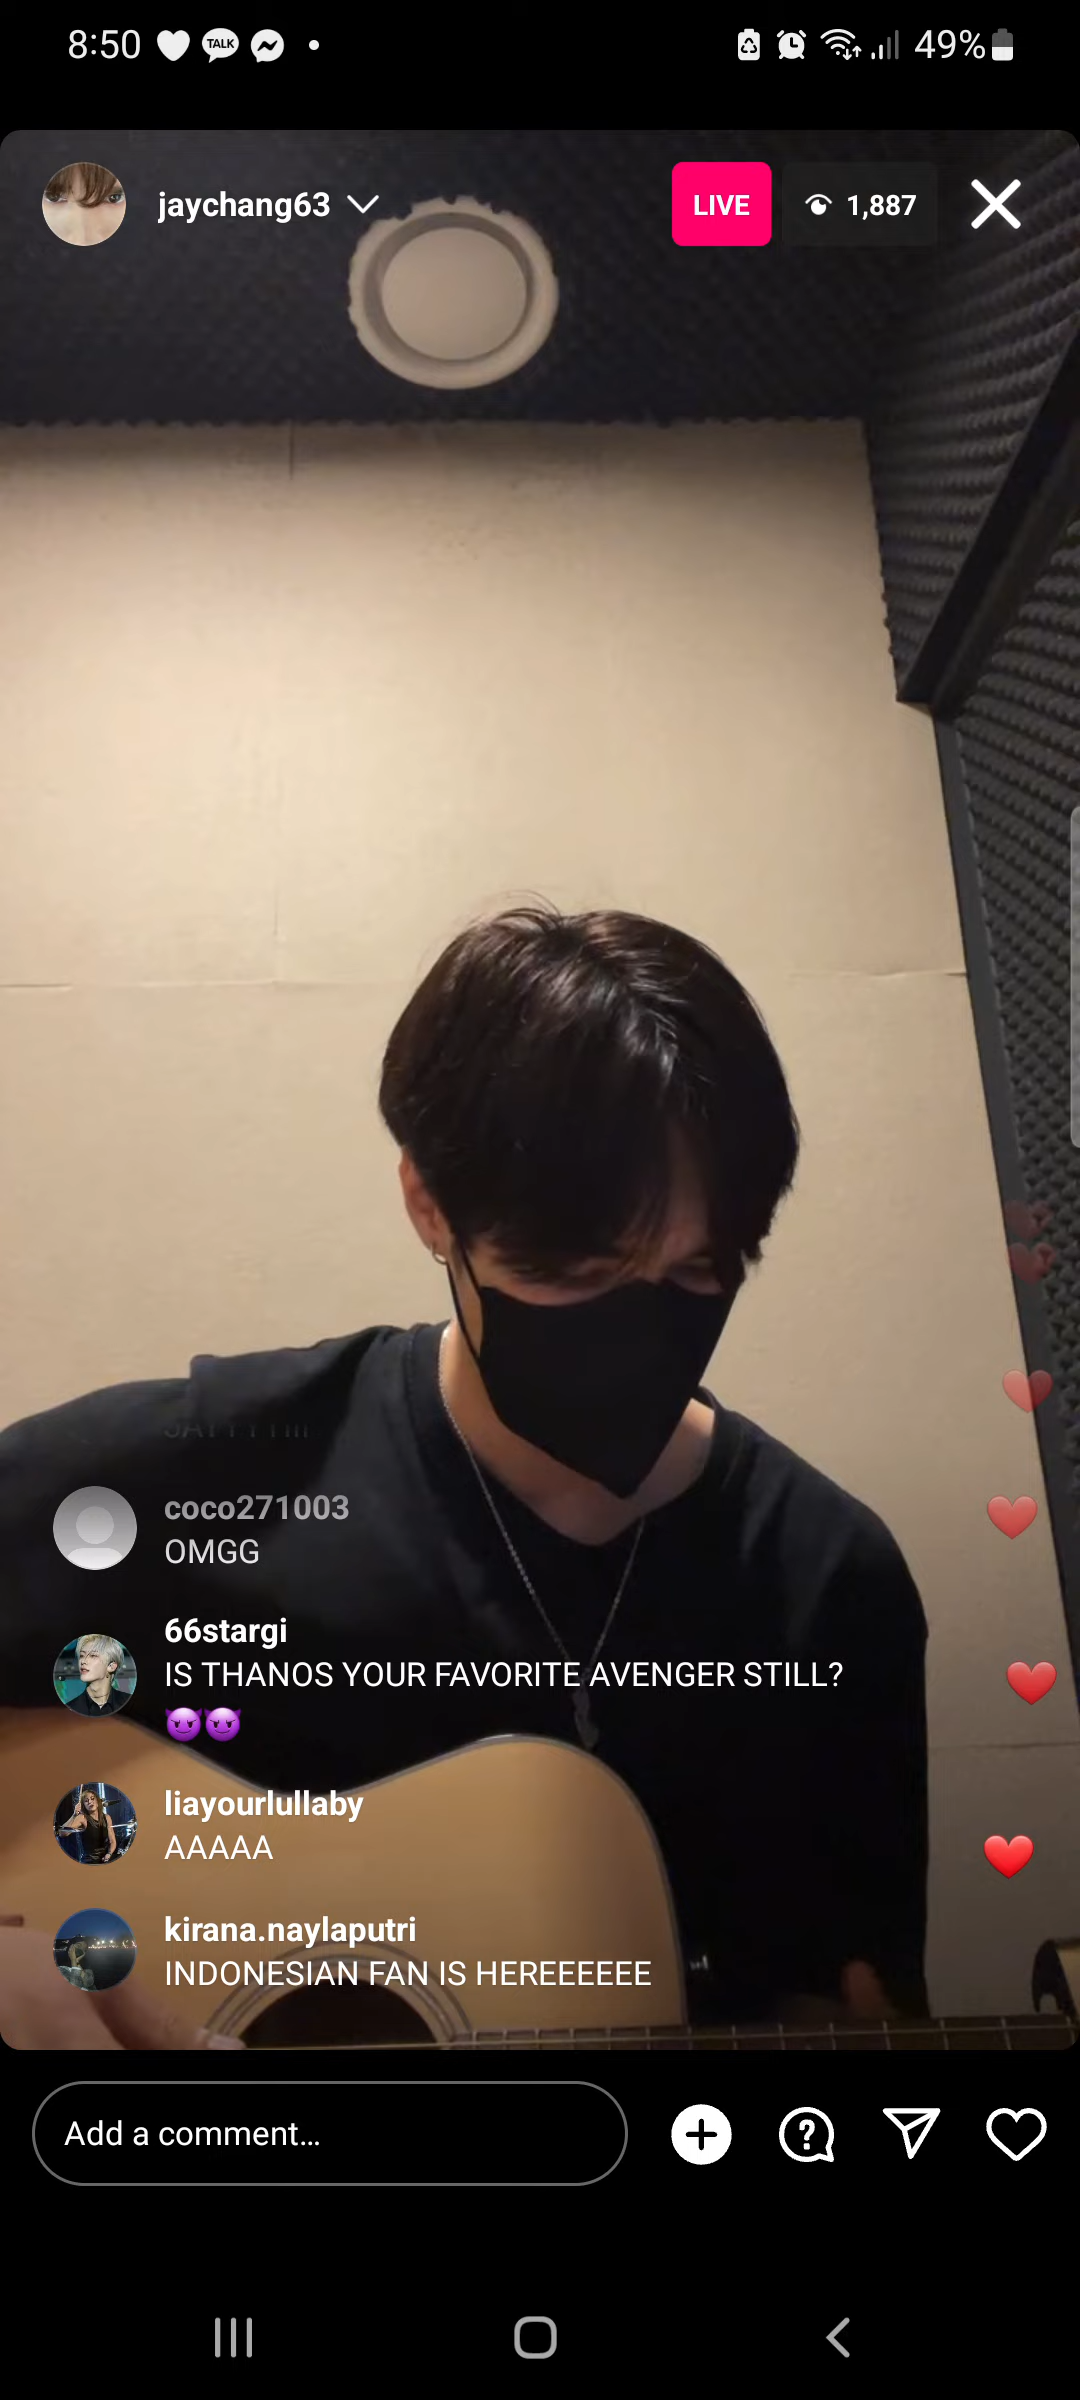 8:50
TALK
49%
jaychang63
LIVE
1,887
coco271003
OMGG
66stargi
IS THANOS YOUR FAVORITE AVENGER STILL?
😈😈
liayourlullaby
AAAAA
kirana.naylaputri
INDONESIAN FAN IS HEREEEEEE
Add a comment...